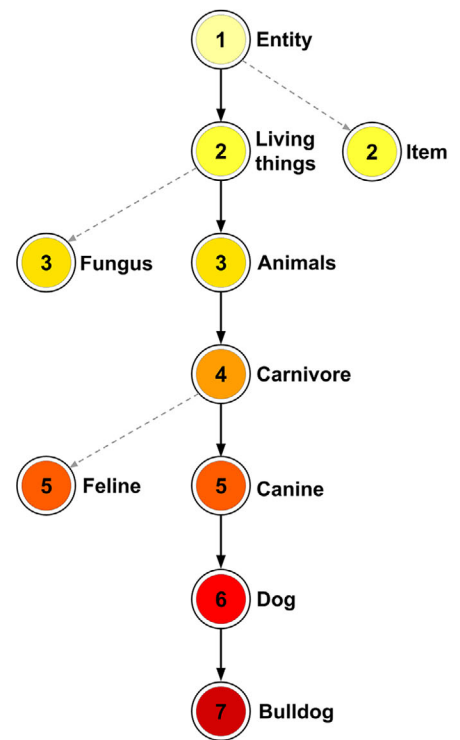 1 Entity
2 Living
things
2 Item
3 Fungus
3 Animals
4 Carnivore
5 Feline
5 Canine
6 Dog
7 Bulldog